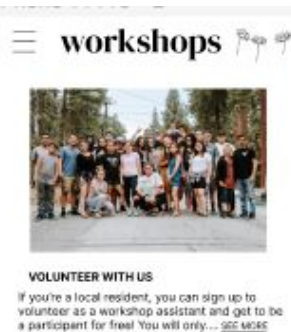 workshops
VOLUNTEER WITH US
If you're a local resident, you can sign up to
volunteer as a workshop assistant and get to be
a participant for free! You will only... SEE MORE